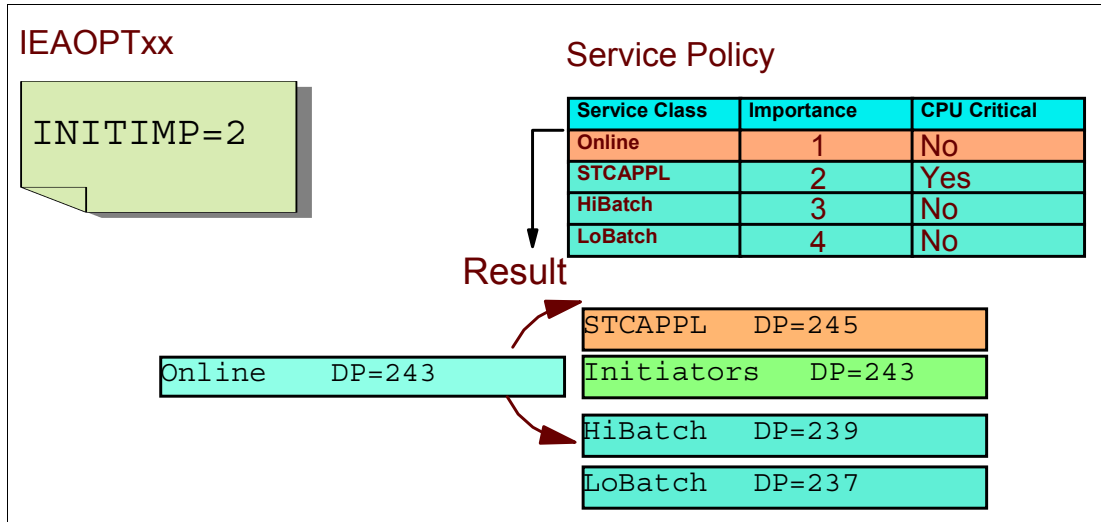 IEAOPTxx
INITIMP=2
Service Policy
Service Class Importance CPU Critical
Online 1 No
STCAPPL 2 Yes
HiBatch 3 No
LoBatch 4 No
Result
STCAPPL DP=245
Online DP=243
Initiators DP=243
HiBatch DP=239
LoBatch DP=237